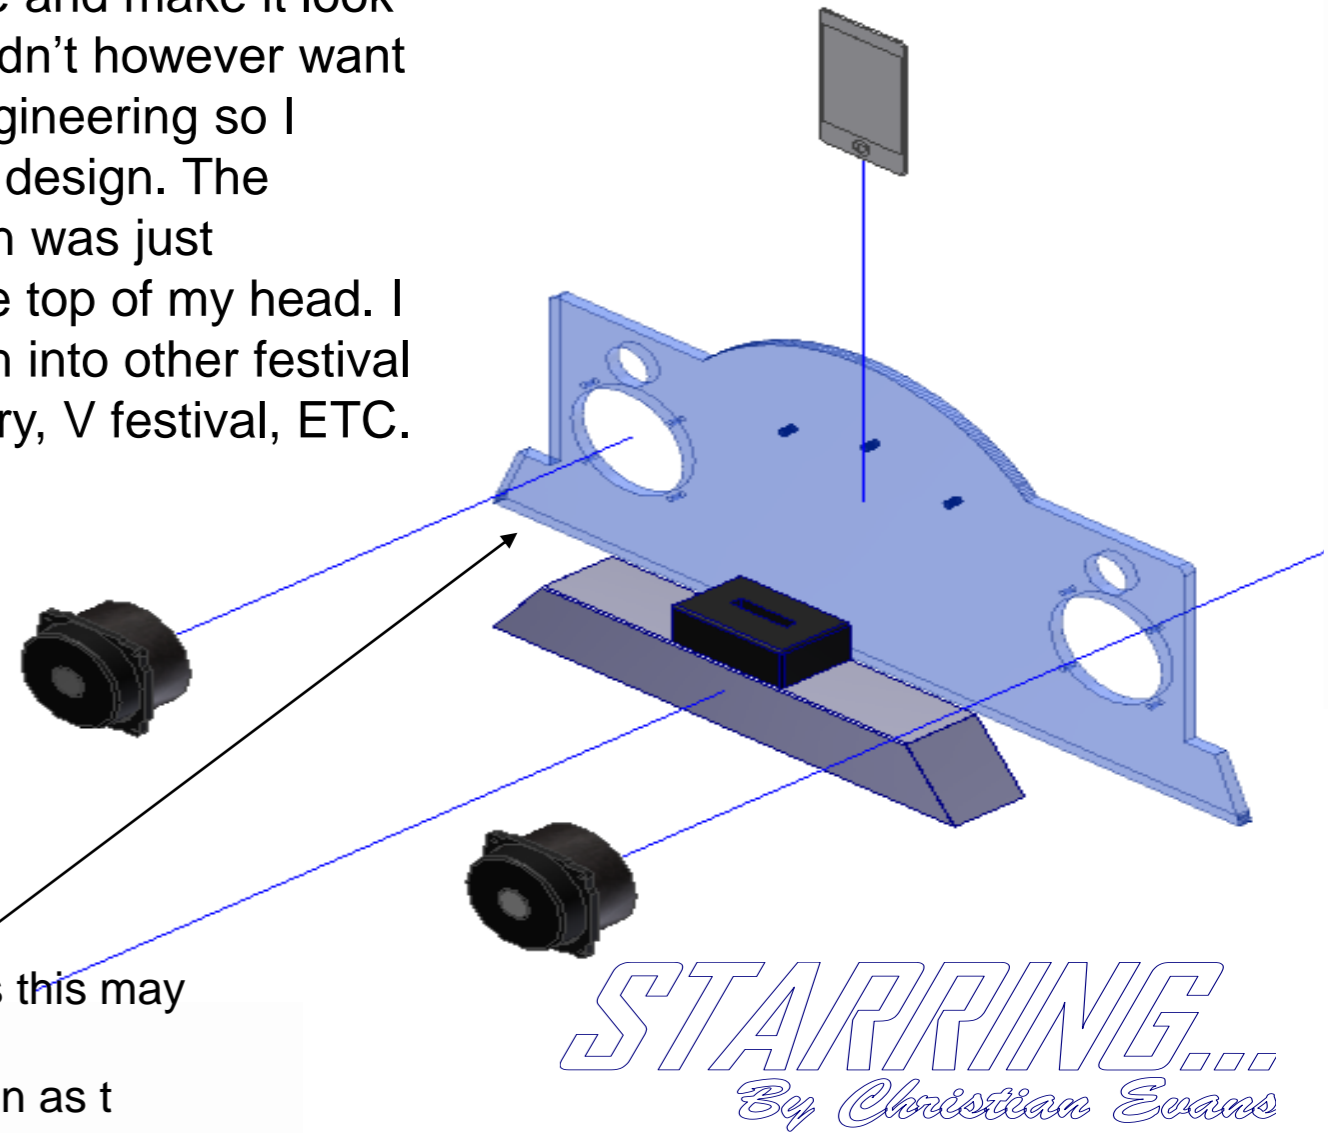 and make it look
dn't however want
gineering so I
design. The
was just
e top of my head. I
n into other festival
ry, V festival, ETC.
s this may
n as t
STARRING...
By Christian Evans